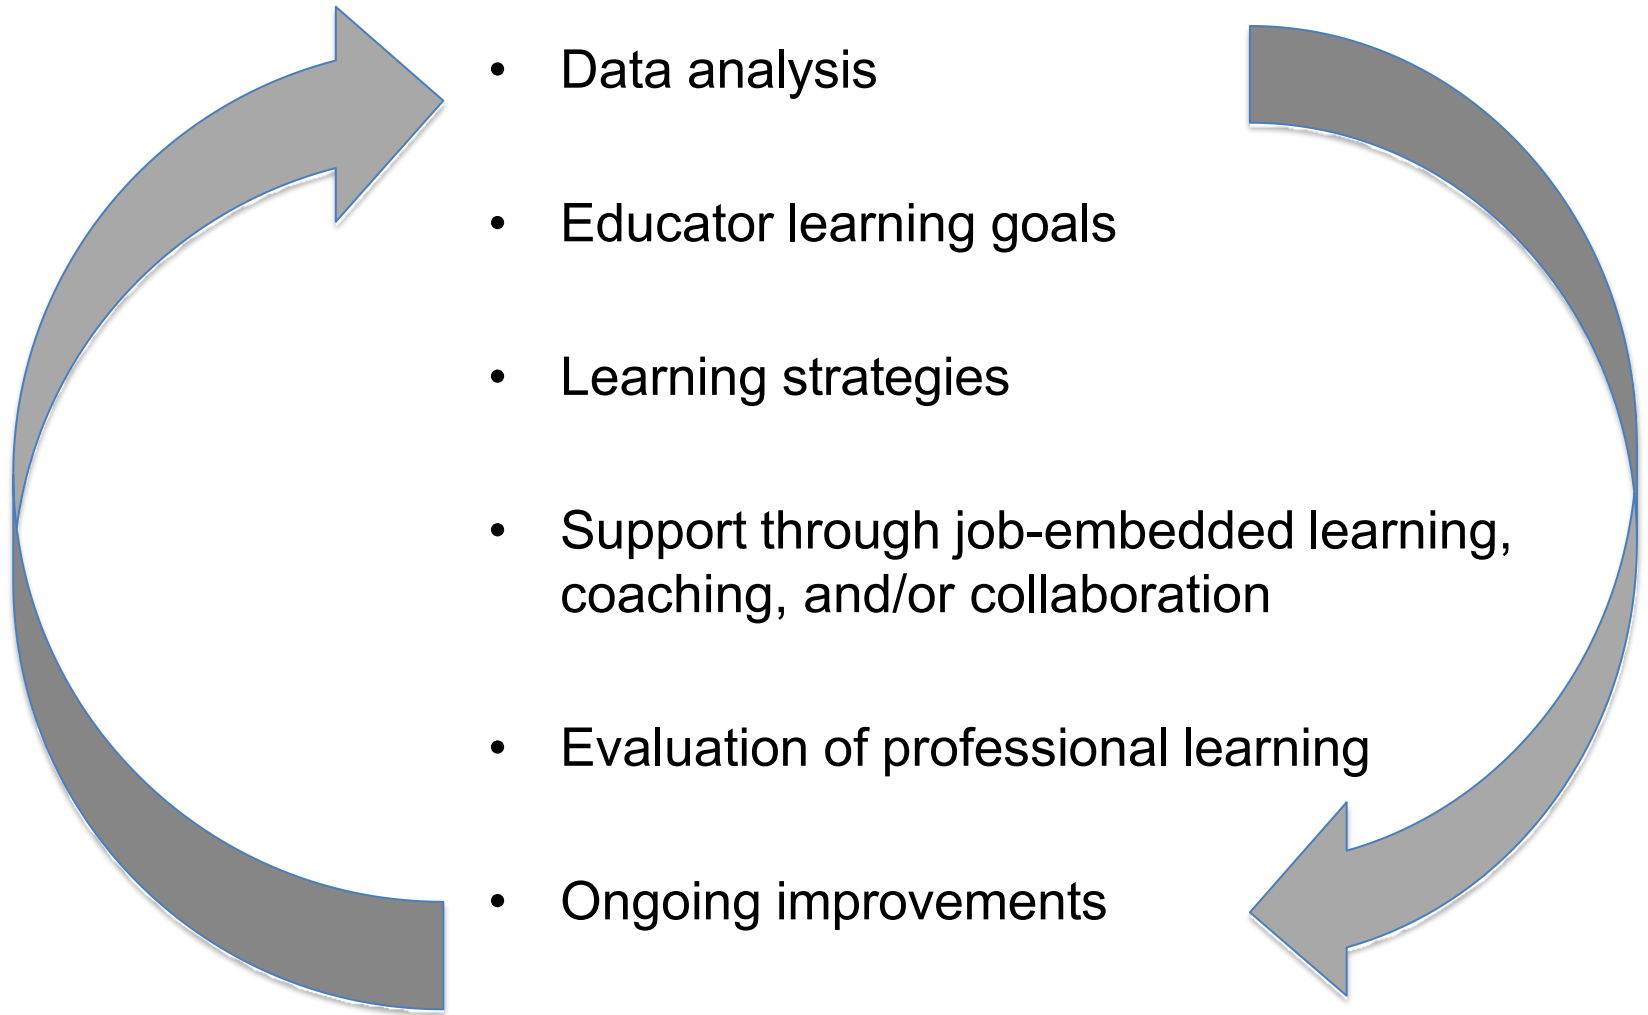 • Data analysis
• Educator learning goals
• Learning strategies
• Support through job-embedded learning,
coaching, and/or collaboration
• Evaluation of professional learning
• Ongoing improvements